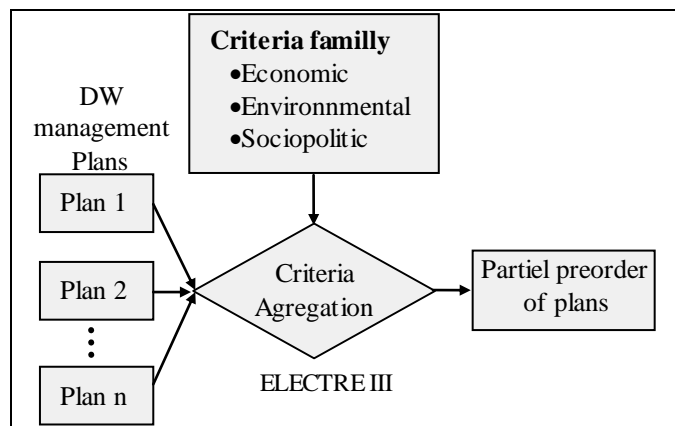 Criteria familly
•Economic
•Environnmental
•Sociopolitic
DW
management
Plans
Plan 1
Plan 2
Plan n
Criteria
Agregation
ELECTRE III
Partiel preorder
of plans